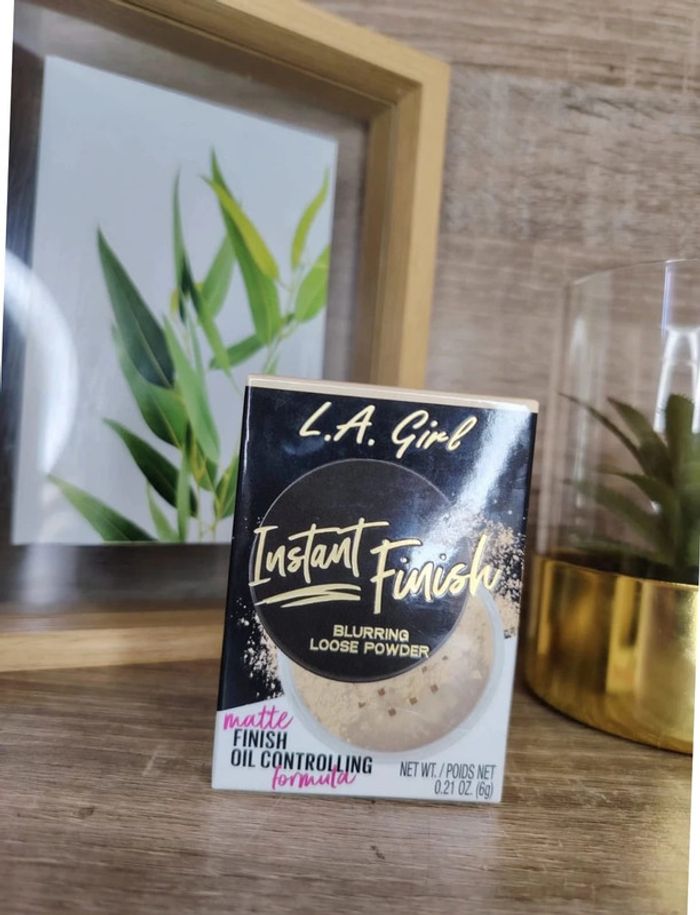 L.A. Girl
Instant Finish
BLURRING
LOOSE POWDER
matte
FINISH
OIL CONTROLLING
formula
NET WT. / POIDS NET
0.21 OZ. (6g)